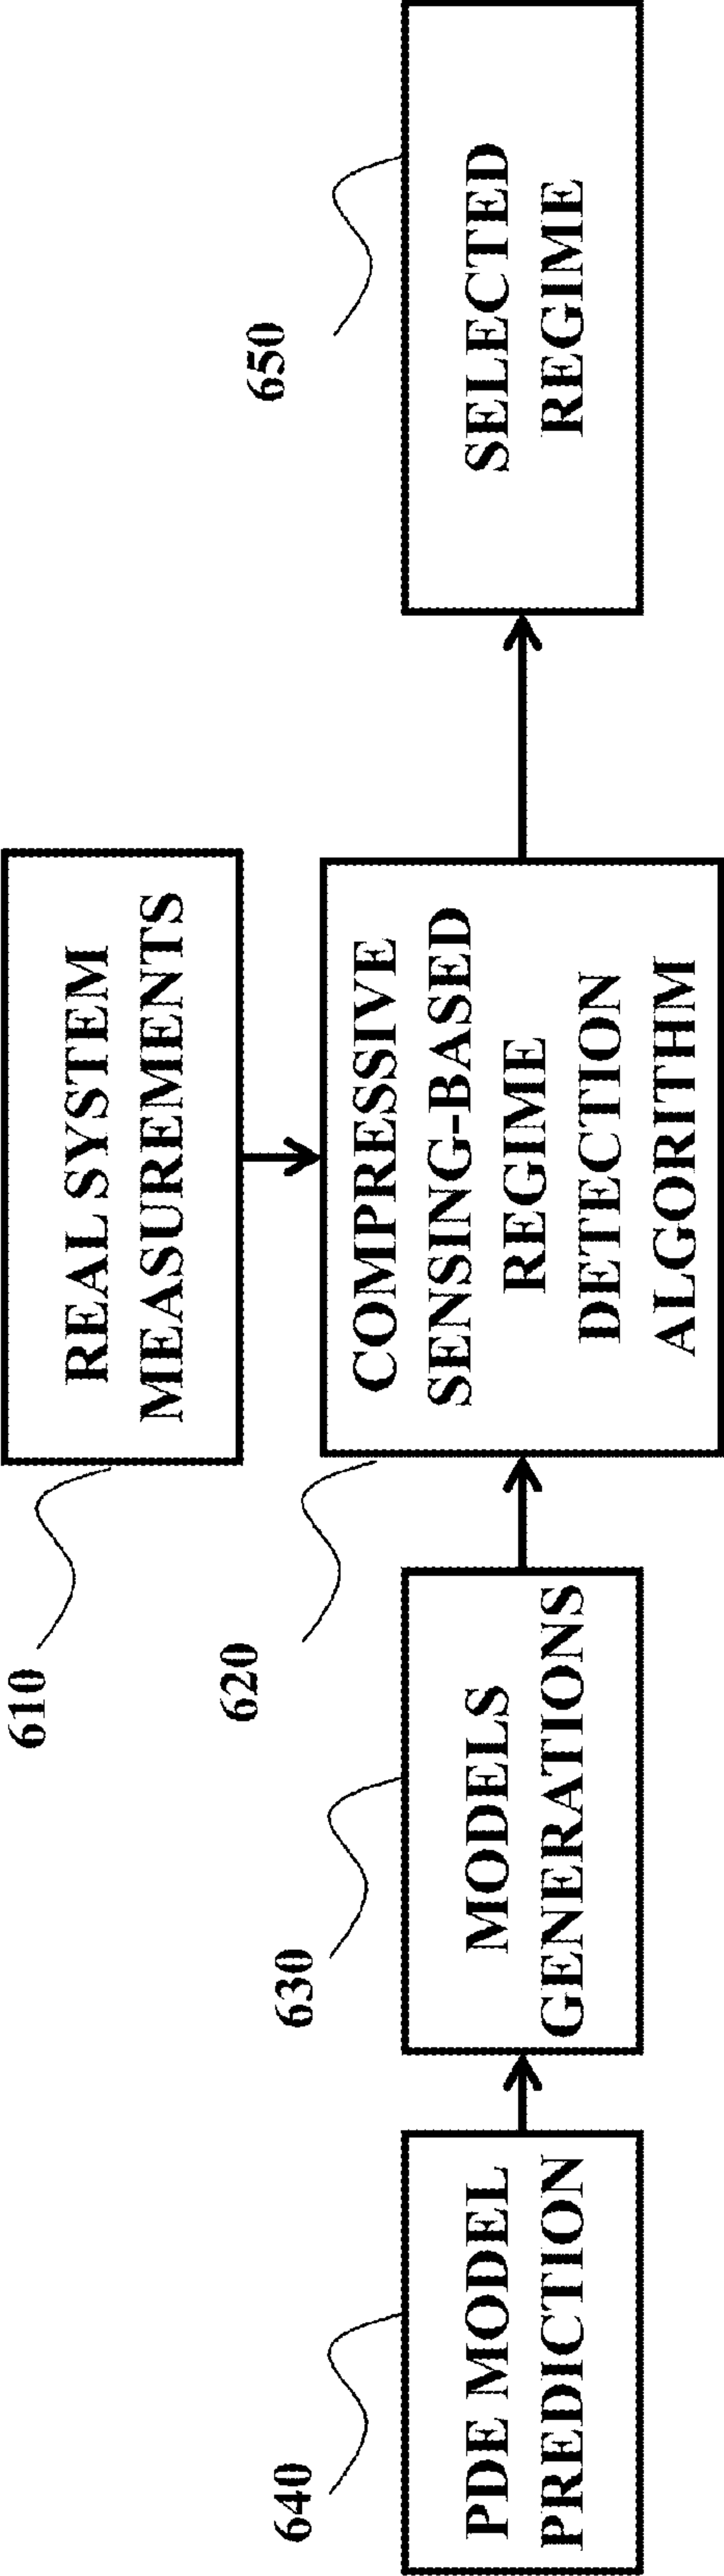 610
REAL SYSTEM
MEASUREMENTS
640
PDE MODEL
PREDICTION
630
MODELS
GENERATIONS
620
COMPRESSIVE
SENSING-BASED
REGIME
DETECTION
ALGORITHM
650
SELECTED
REGIME